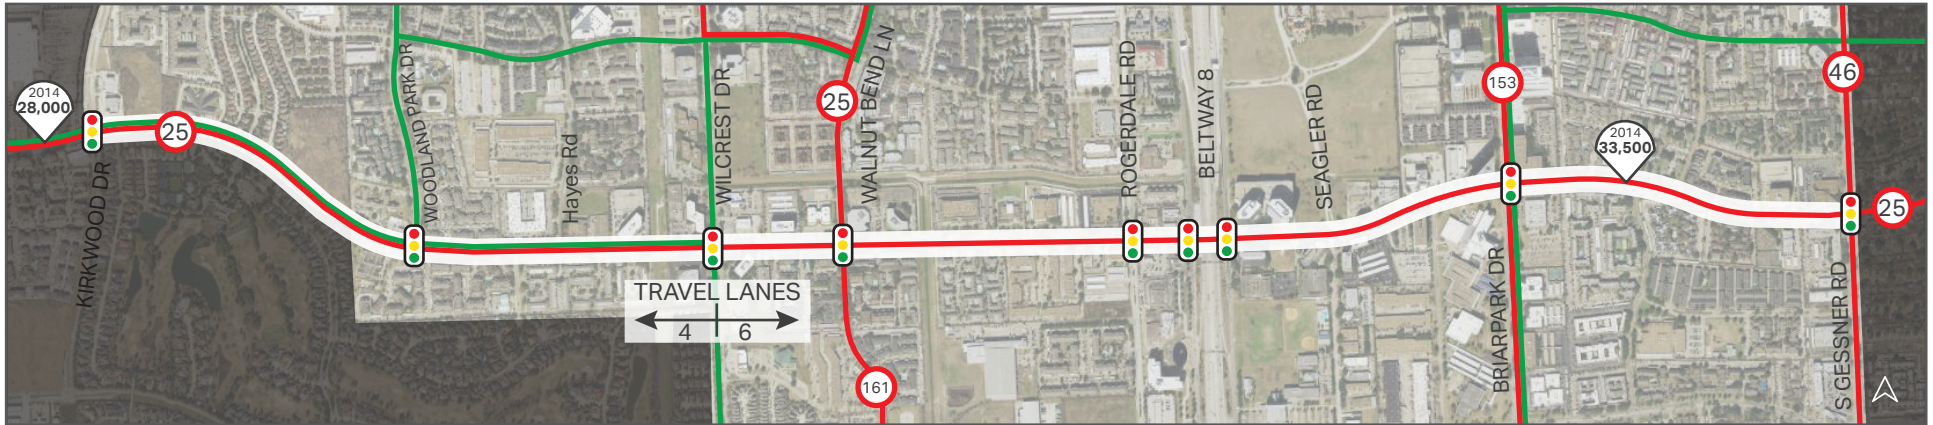 2014
28,000
KIRKWOOD DR
25
WOODLAND PARK DR
Hayes Rd
WILCREST DR
TRAVEL LANES
4 6
25
WALNUT BEND LN
161
ROGERDALE RD
BELTWAY 8
SEAGLER RD
153
BRIARPARK DR
2014
33,500
46
S GESSNER RD
25